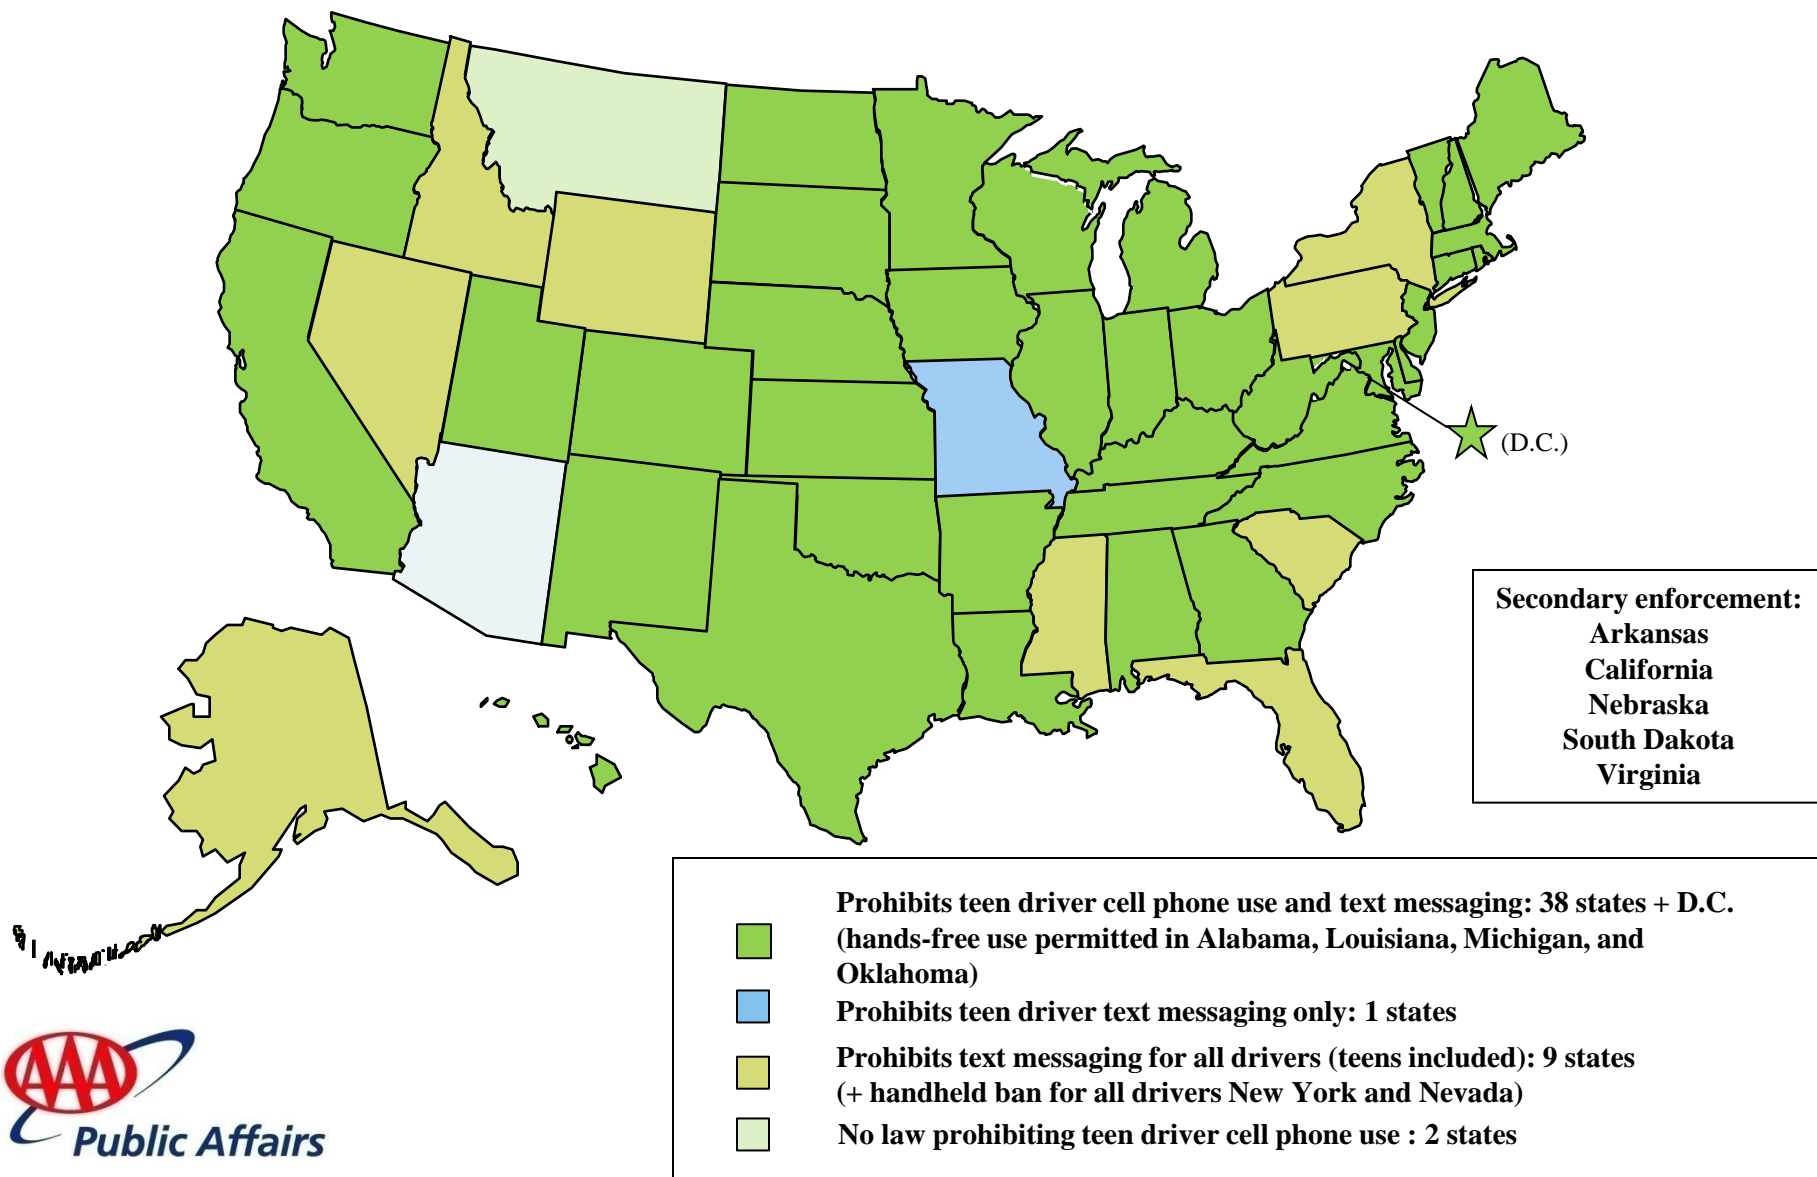 (D.C.)
Secondary enforcement:
Arkansas
California
Nebraska
South Dakota
Virginia
Prohibits teen driver cell phone use and text messaging: 38 states + D.C.
(hands-free use permitted in Alabama, Louisiana, Michigan, and
Oklahoma)
Prohibits teen driver text messaging only: 1 states
Prohibits text messaging for all drivers (teens included): 9 states
(+ handheld ban for all drivers New York and Nevada)
No law prohibiting teen driver cell phone use : 2 states
AAA
Public Affairs